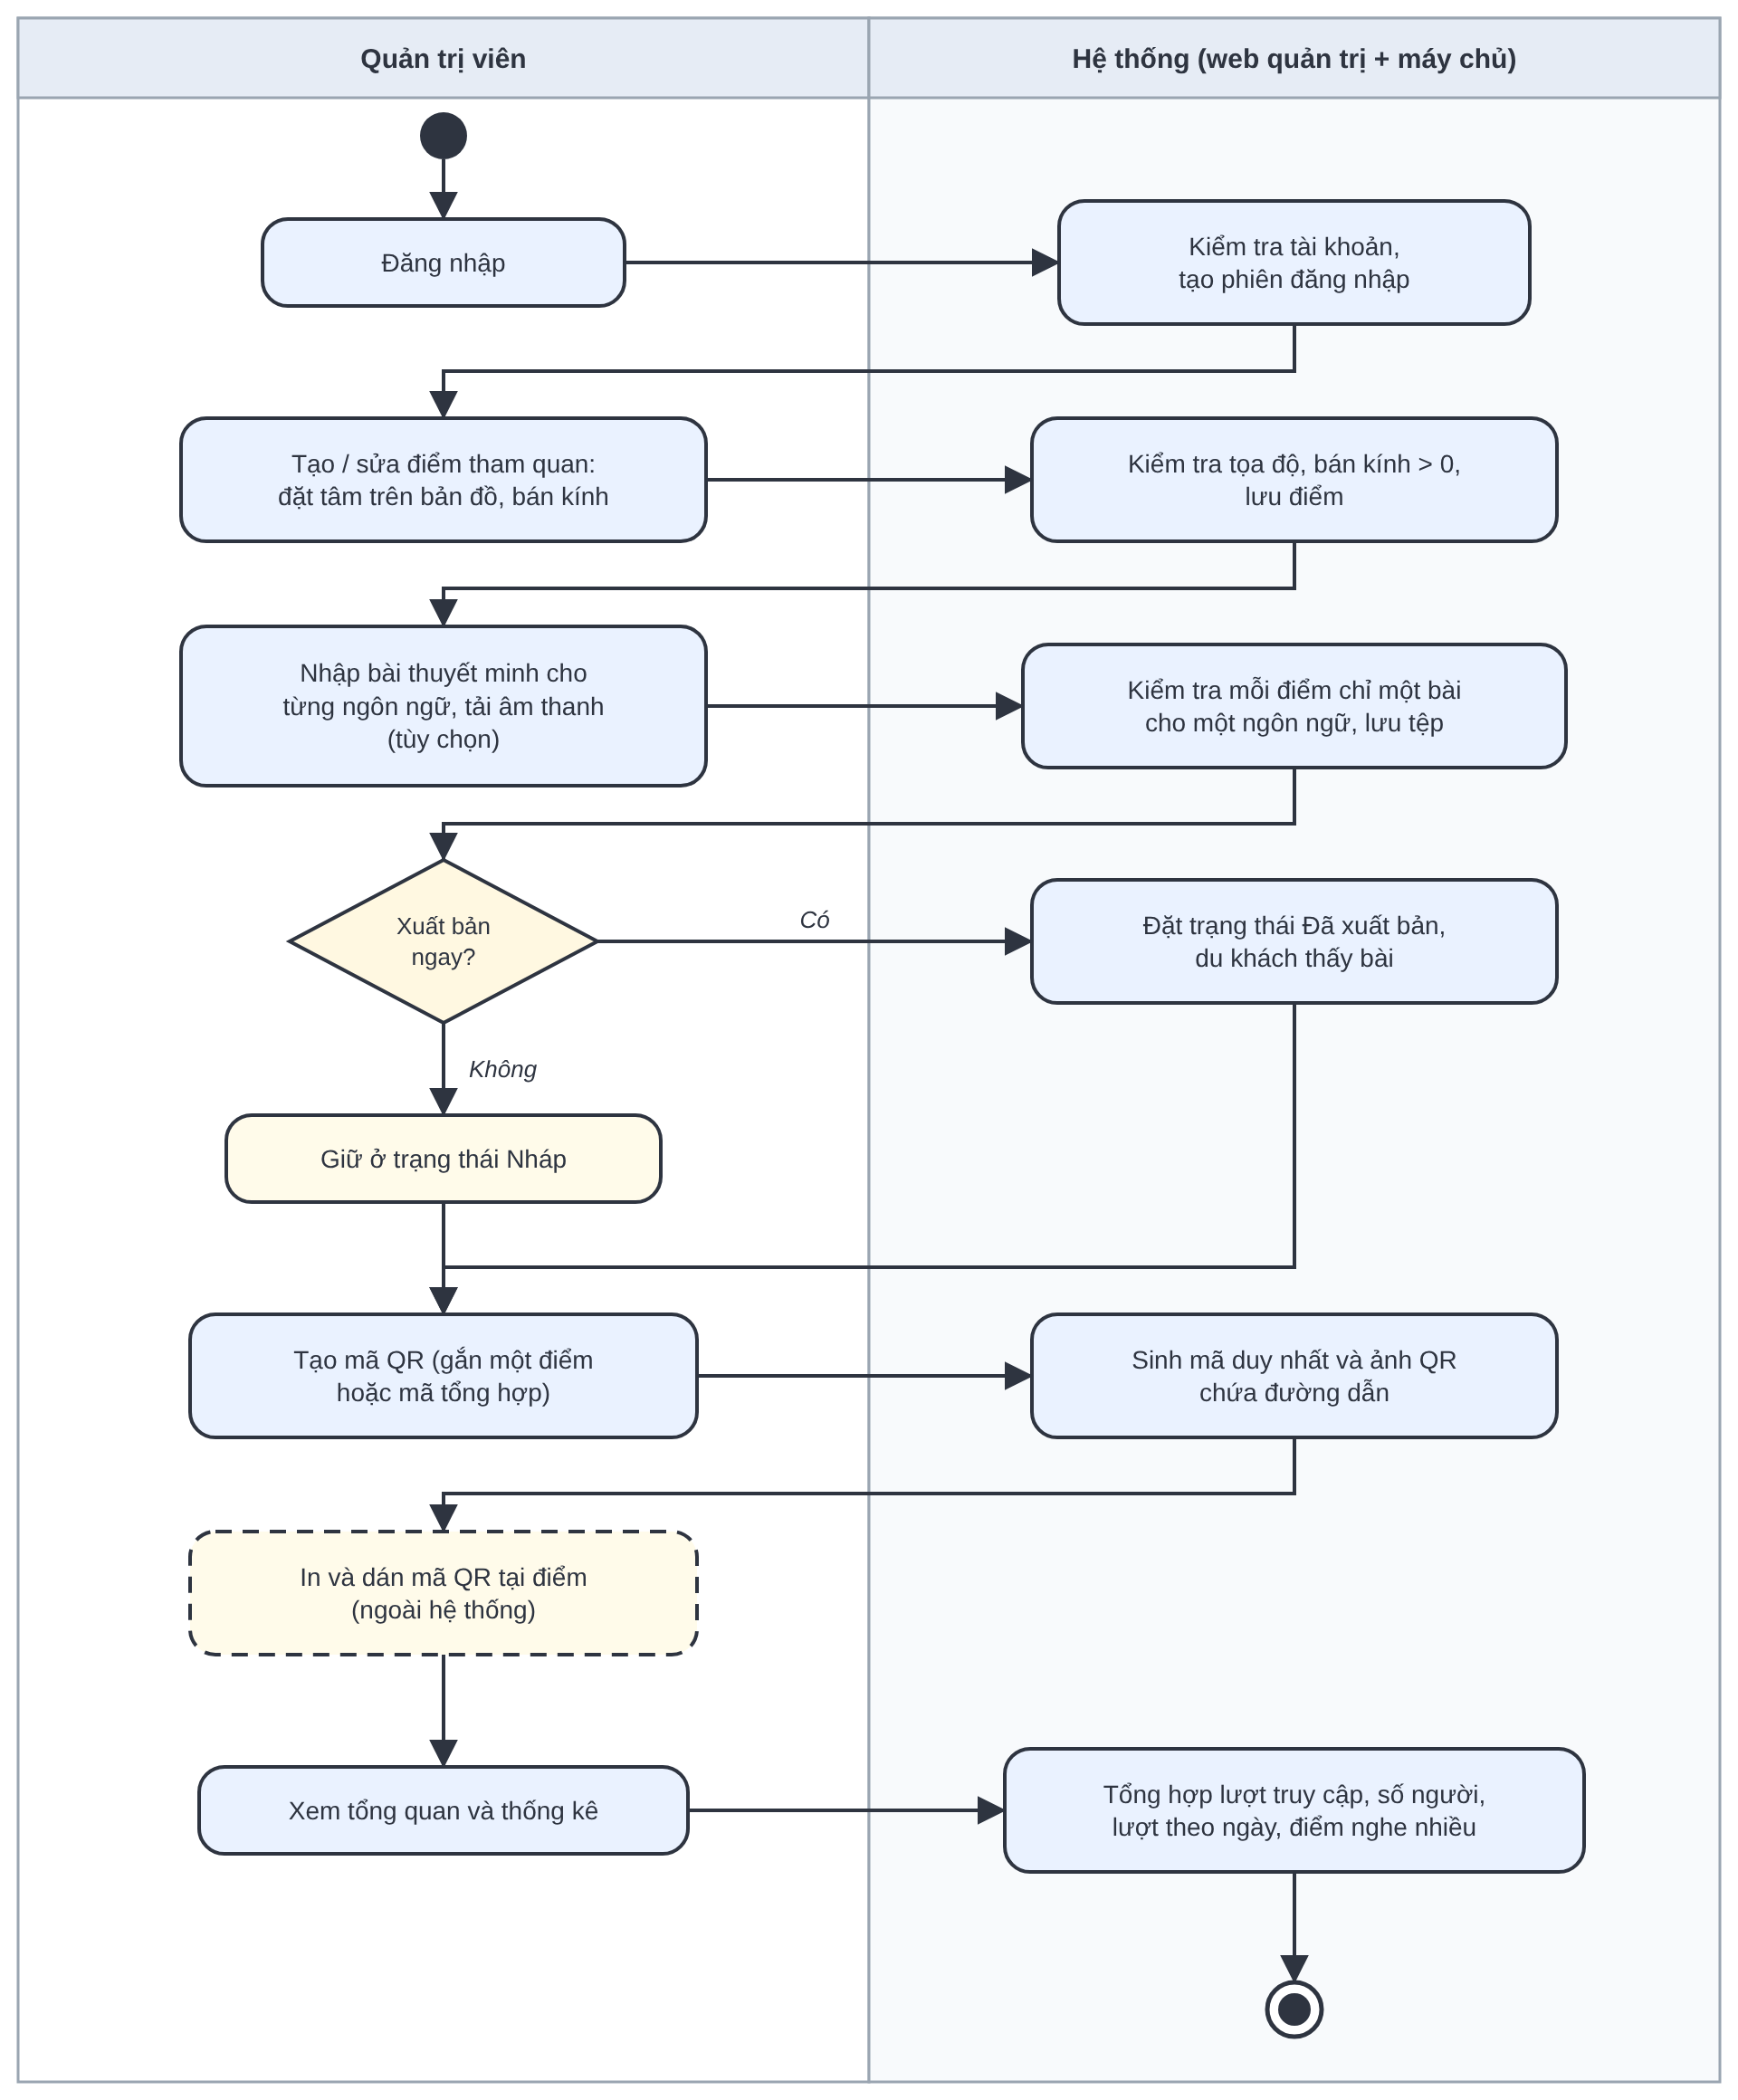 Quản trị viên
Hệ thống (web quản trị + máy chủ)
Đăng nhập
Kiểm tra tài khoản,
tạo phiên đăng nhập
Tạo / sửa điểm tham quan:
đặt tâm trên bản đồ, bán kính
Kiểm tra tọa độ, bán kính > 0,
lưu điểm
Nhập bài thuyết minh cho
từng ngôn ngữ, tải âm thanh
(tùy chọn)
Kiểm tra mỗi điểm chỉ một bài
cho một ngôn ngữ, lưu tệp
Xuất bản
ngay?
Có
Đặt trạng thái Đã xuất bản,
du khách thấy bài
Không
Giữ ở trạng thái Nháp
Tạo mã QR (gắn một điểm
hoặc mã tổng hợp)
Sinh mã duy nhất và ảnh QR
chứa đường dẫn
In và dán mã QR tại điểm
(ngoài hệ thống)
Xem tổng quan và thống kê
Tổng hợp lượt truy cập, số người,
lượt theo ngày, điểm nghe nhiều